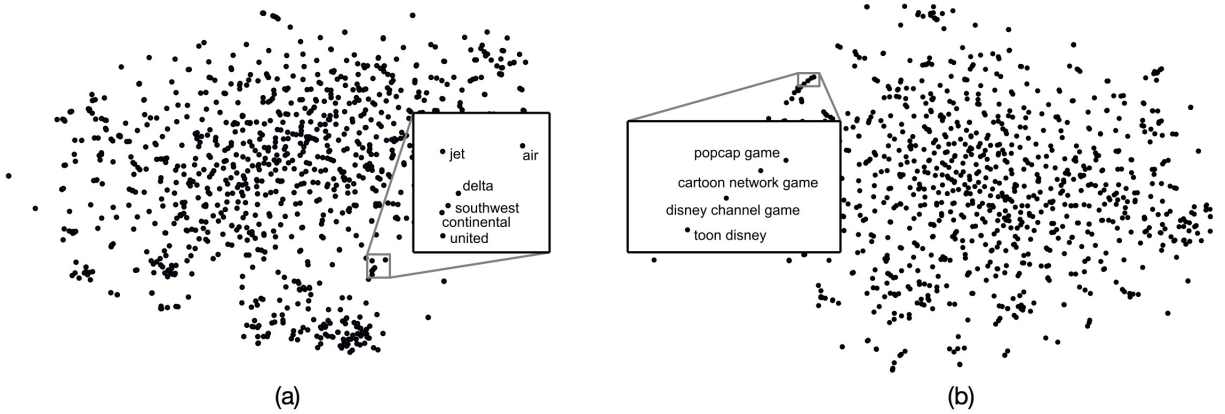 jet
air
delta
southwest
continental
united
popcap game
cartoon network game
disney channel game
toon disney
(a)
(b)